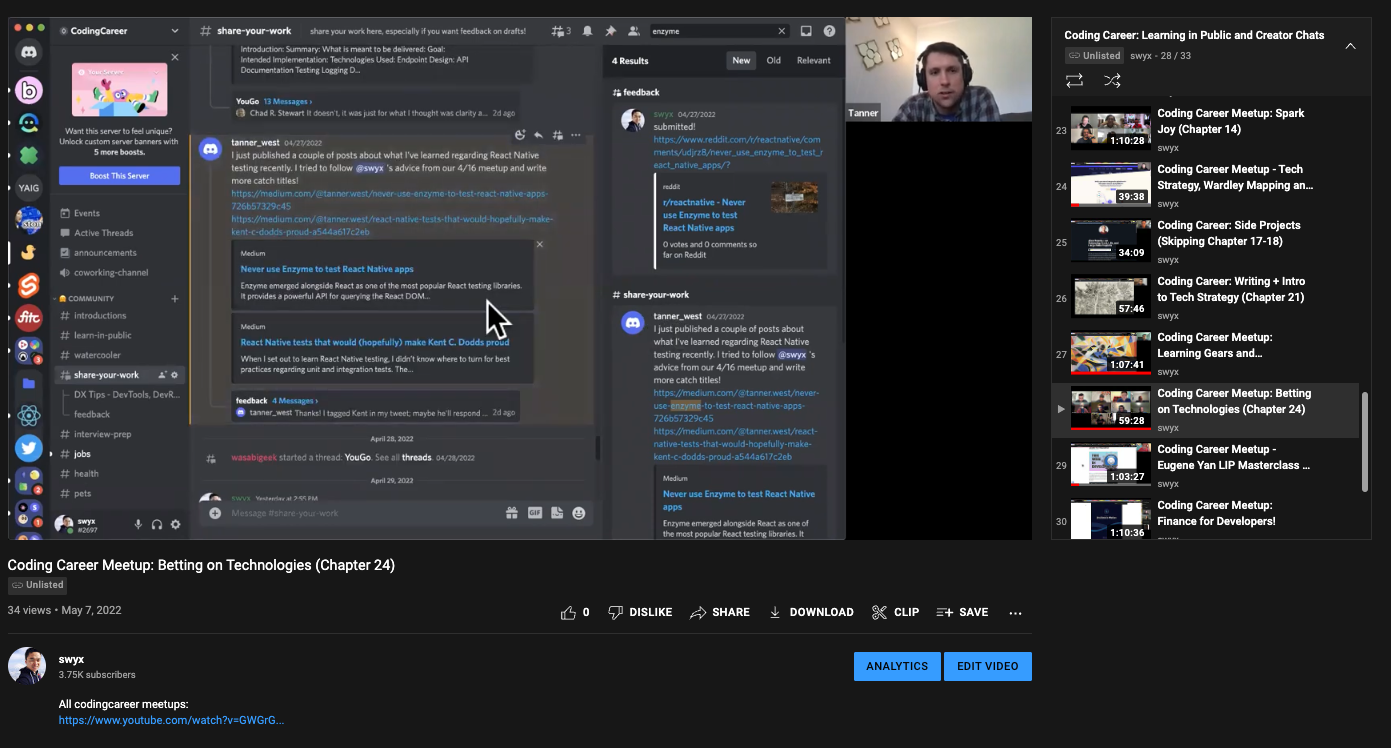 CodingCareer
Your Server
Want this server to feel unique?
Unlock custom server banners with
5 more boosts.
Boost This Server
Events
Active Threads
announcements
coworking-channel
COMMUNITY
introductions
learn-in-public
watercooler
share-your-work
DX Tips - DevTools, DevR...
feedback
interview-prep
jobs
health
pets
swyx
#2697
YAIG
fitc
share-your-work
share your work here, especially if you want feedback on drafts!
3
enzyme
Introduction: Summary: What is meant to be delivered: Goal:
Intended Implementation: Technologies Used: Endpoint Design: API
Documentation Testing Logging D...
YouGo 13 Messages ›
Chad R. Stewart It doesn't, it was just for what I thought was clarity a... 2d ago
tanner_west 04/27/2022
I just published a couple of posts about what I've learned regarding React Native
testing recently. I tried to follow @swyx 's advice from our 4/16 meetup and write
more catch titles!
https://medium.com/@tanner.west/never-use-enzyme-to-test-react-native-apps-
726b57329c45
https://medium.com/@tanner.west/react-native-tests-that-would-hopefully-make-
kent-c-dodds-proud-a544a617c2eb
Medium
Never use Enzyme to test React Native apps
Enzyme emerged alongside React as one of the most popular React testing libraries.
It provides a powerful API for querying the React DOM...
Medium
React Native tests that would (hopefully) make Kent C. Dodds proud
When I set out to learn React Native testing, I didn't know where to turn for best
practices regarding unit and integration tests. The...
feedback 4 Messages ›
tanner_west Thanks! I tagged Kent in my tweet; maybe he'll respond ... 2d ago
April 28, 2022
wasabigeek started a thread: YouGo. See all threads. 04/28/2022
April 29, 2022
swyx Yesterday at 2:55 PM
Message #share-your-work
GIF
4 Results
New
Old
Relevant
feedback
swyx 04/27/2022
submitted!
https://www.reddit.com/r/reactnative/com
ments/udjrz8/never_use_enzyme_to_test_r
eact_native_apps/?
reddit
r/reactnative - Never
use Enzyme to test
React Native apps
0 votes and 0 comments so
far on Reddit
share-your-work
tanner_west 04/27/2022
I just published a couple of posts about
what I've learned regarding React Native
testing recently. I tried to follow @swyx 's
advice from our 4/16 meetup and write
more catch titles!
https://medium.com/@tanner.west/never-
use-enzyme-to-test-react-native-apps-
726b57329c45
https://medium.com/@tanner.west/react-
native-tests-that-would-hopefully-make-
kent-c-dodds-proud-a544a617c2eb
Medium
Never use Enzyme to test React Native
apps
Enzyme emerged alongside React as one of
the most popular React testing libraries. It
Tanner
Coding Career: Learning in Public and Creator Chats
Unlisted
swyx - 28 / 33
23
1:10:28
Coding Career Meetup: Spark
Joy (Chapter 14)
swyx
24
39:38
Coding Career Meetup - Tech
Strategy, Wardley Mapping an...
swyx
25
34:09
Coding Career: Side Projects
(Skipping Chapter 17-18)
swyx
26
57:46
Coding Career: Writing + Intro
to Tech Strategy (Chapter 21)
swyx
27
1:07:41
Coding Career Meetup:
Learning Gears and...
swyx
59:28
Coding Career Meetup: Betting
on Technologies (Chapter 24)
swyx
29
1:03:27
Coding Career Meetup -
Eugene Yan LIP Masterclass ...
swyx
30
1:10:36
Coding Career Meetup:
Finance for Developers!
Coding Career Meetup: Betting on Technologies (Chapter 24)
Unlisted
34 views • May 7, 2022
0
DISLIKE
SHARE
DOWNLOAD
CLIP
SAVE
swyx
3.75K subscribers
ANALYTICS
EDIT VIDEO
All codingcareer meetups:
https://www.youtube.com/watch?v=GWGrG...